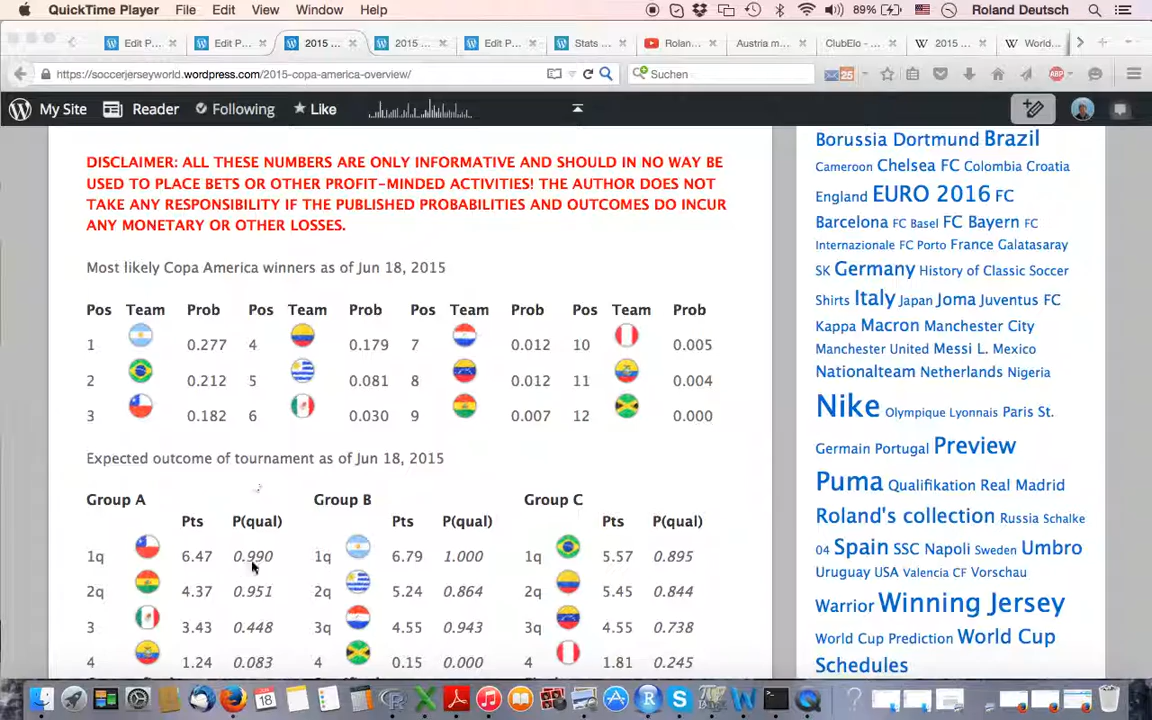 QuickTime Player File Edit View Window Help 89% Roland Deutsch
Edit P... 
Edit P...
2015 ...
2015 ...
Edit P...
Stats ...
Rolan...
Austria m...
ClubElo -...
2015 ...
World...
https://soccerjerseyworld.wordpress.com/2015-copa-america-overview/ Suchen 25 ABP
My Site Reader Following Like
DISCLAIMER: ALL THESE NUMBERS ARE ONLY INFORMATIVE AND SHOULD IN NO WAY BE
USED TO PLACE BETS OR OTHER PROFIT-MINDED ACTIVITIES! THE AUTHOR DOES NOT
TAKE ANY RESPONSIBILITY IF THE PUBLISHED PROBABILITIES AND OUTCOMES DO INCUR
ANY MONETARY OR OTHER LOSSES.
Most likely Copa America winners as of Jun 18, 2015
Pos Team Prob Pos Team Prob Pos Team Prob Pos Team Prob
1 0.277 4 0.179 7 0.012 10 0.005
2 0.212 5 0.081 8 0.012 11 0.004
3 0.182 6 0.030 9 0.007 12 0.000
Expected outcome of tournament as of Jun 18, 2015
Group A Group B Group C
Pts P(qual) Pts P(qual) Pts P(qual)
1q 6.47 0.990 1q 6.79 1.000 1q 5.57 0.895
2q 4.37 0.951 2q 5.24 0.864 2q 5.45 0.844
3 3.43 0.448 3q 4.55 0.943 3q 4.55 0.738
4 1.24 0.083 4 0.15 0.000 4 1.81 0.245
Borussia Dortmund Brazil
Cameroon Chelsea FC Colombia Croatia
England EURO 2016 FC
Barcelona FC Basel FC Bayern FC
Internazionale FC Porto France Galatasaray
SK Germany History of Classic Soccer
Shirts Italy Japan Joma Juventus FC
Kappa Macron Manchester City
Manchester United Messi L. Mexico
Nationalteam Netherlands Nigeria
Nike Olympique Lyonnais Paris St.
Germain Portugal Preview
Puma Qualifikation Real Madrid
Roland's collection Russia Schalke
04 Spain SSC Napoli Sweden Umbro
Uruguay USA Valencia CF Vorschau
Warrior Winning Jersey
World Cup Prediction World Cup
Schedules
18